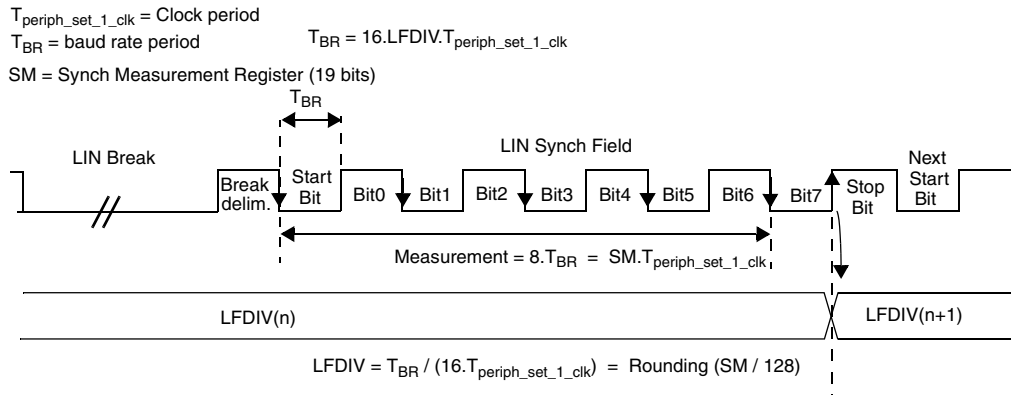 Tperiph_set_1_clk = Clock period
TBR = baud rate period
TBR = 16.LFDIV.Tperiph_set_1_clk
SM = Synch Measurement Register (19 bits)
TBR
LIN Break
LIN Synch Field
Break delim.
Start Bit
Bit0
Bit1
Bit2
Bit3
Bit4
Bit5
Bit6
Bit7
Stop Bit
Next Start Bit
Measurement = 8.TBR = SM.Tperiph_set_1_clk
LFDIV(n)
LFDIV(n+1)
LFDIV = TBR / (16.Tperiph_set_1_clk) = Rounding (SM / 128)